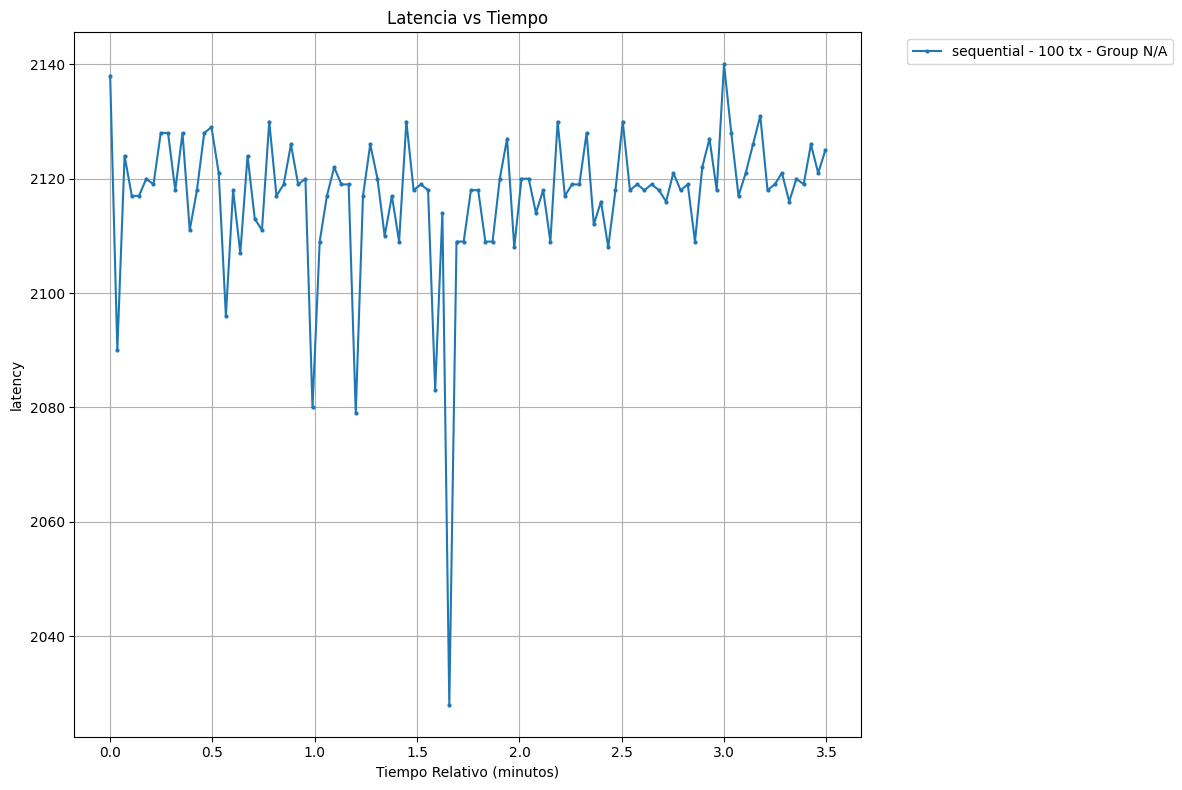 Latencia vs Tiempo
sequential - 100 tx - Group N/A
2140
2120
2100
2080
2060
2040
latency
0.0 0.5 1.0 1.5 2.0 2.5 3.0 3.5
Tiempo Relativo (minutos)